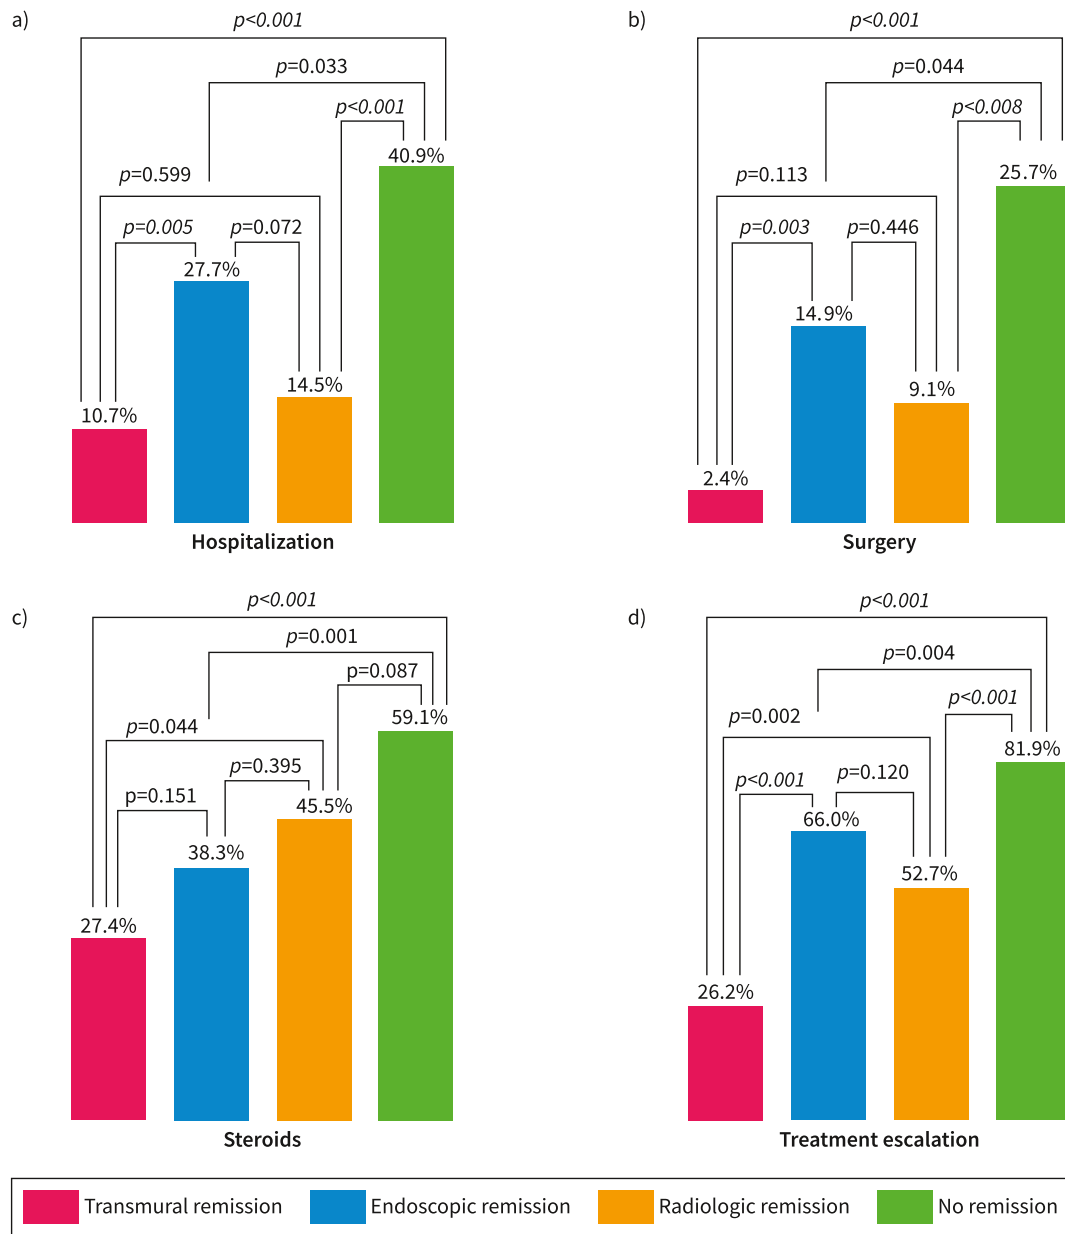 a)
p<0.001
p=0.033
p<0.001
40.9%
p=0.599
p=0.005
p=0.072
27.7%
14.5%
10.7%
Hospitalization
b)
p<0.001
p=0.044
p<0.008
25.7%
p=0.113
p=0.003
p=0.446
14.9%
9.1%
2.4%
Surgery
c)
p<0.001
p=0.001
p=0.087
59.1%
p=0.044
p=0.395
p=0.151
45.5%
38.3%
27.4%
Steroids
d)
p<0.001
p=0.004
p<0.001
p=0.002
81.9%
p<0.001
p=0.120
66.0%
52.7%
26.2%
Treatment escalation
Transmural remission
Endoscopic remission
Radiologic remission
No remission